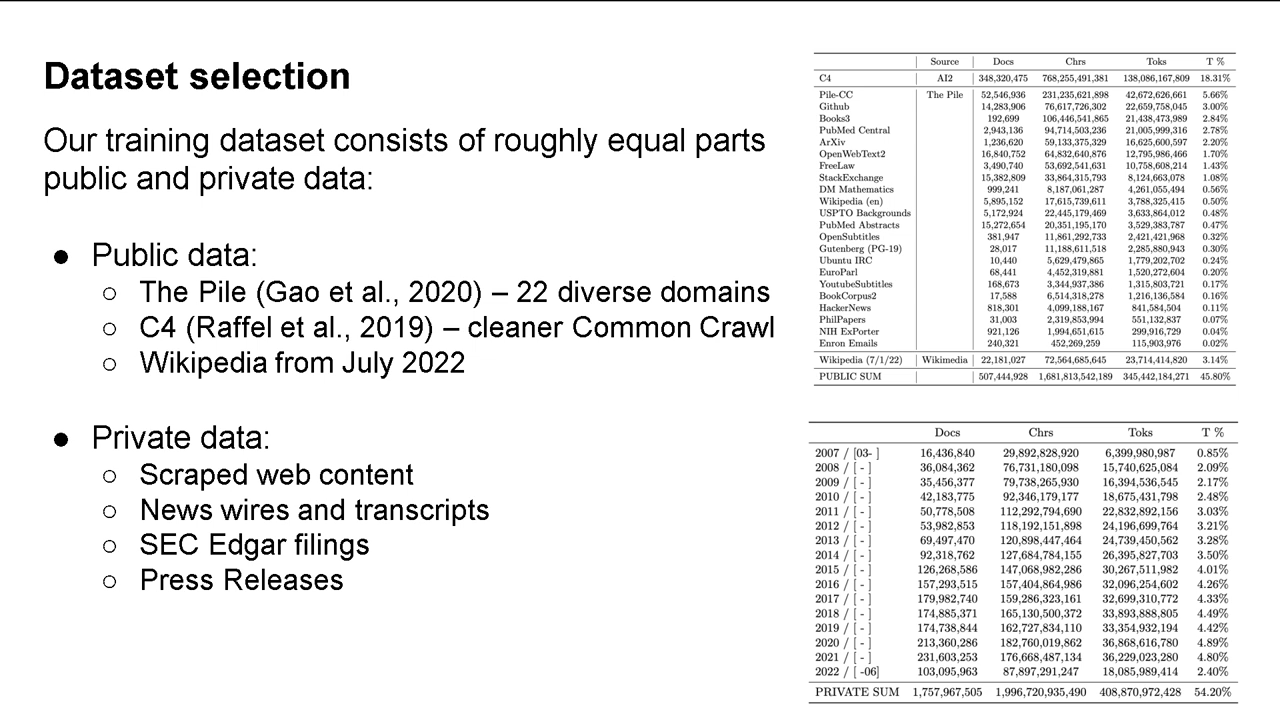 Dataset selection
Our training dataset consists of roughly equal parts
public and private data:
● Public data:
○ The Pile (Gao et al., 2020) – 22 diverse domains
○ C4 (Raffel et al., 2019) – cleaner Common Crawl
○ Wikipedia from July 2022
● Private data:
○ Scraped web content
○ News wires and transcripts
○ SEC Edgar filings
○ Press Releases
Source Docs Chrs Toks T %
C4 AI2 348,320,475 768,255,491,381 138,086,167,809 18.31%
Pile-CC The Pile 52,546,936 231,235,621,898 42,672,626,661 5.66%
Github 14,283,906 76,617,726,302 22,659,758,045 3.00%
Books3 192,699 106,446,541,865 21,438,473,989 2.84%
PubMed Central 2,943,136 94,714,503,236 21,005,999,316 2.78%
ArXiv 1,236,620 59,133,375,329 16,625,600,597 2.20%
OpenWebText2 16,840,752 64,832,640,876 12,795,986,466 1.70%
FreeLaw 3,490,740 53,692,541,631 10,758,608,214 1.43%
StackExchange 15,382,809 33,864,315,793 8,124,663,078 1.08%
DM Mathematics 999,241 8,187,061,287 4,261,055,494 0.56%
Wikipedia (en) 5,895,152 17,615,739,611 3,788,325,415 0.50%
USPTO Backgrounds 5,172,924 22,445,179,469 3,633,864,012 0.48%
PubMed Abstracts 15,272,654 20,351,195,170 3,529,383,787 0.47%
OpenSubtitles 381,947 11,861,292,733 2,421,421,968 0.32%
Gutenberg (PG-19) 28,017 11,188,611,518 2,285,880,943 0.30%
Ubuntu IRC 10,440 5,629,479,865 1,779,202,702 0.24%
EuroParl 68,441 4,452,319,881 1,520,272,604 0.20%
YoutubeSubtitles 168,673 3,344,937,386 1,315,803,721 0.17%
BookCorpus2 17,588 6,514,318,278 1,216,136,584 0.16%
HackerNews 818,301 4,099,188,167 841,584,504 0.11%
PhilPapers 31,003 2,319,853,994 551,132,837 0.07%
NIH ExPorter 921,126 1,994,651,615 299,916,729 0.04%
Enron Emails 240,321 452,269,259 115,903,976 0.02%
Wikipedia (7/1/22) Wikimedia 22,181,027 72,564,685,645 23,714,414,820 3.14%
PUBLIC SUM 507,444,928 1,681,813,542,189 345,442,184,271 45.80%
Docs Chrs Toks T %
2007 / [03- ] 16,436,840 29,892,828,920 6,399,980,987 0.85%
2008 / [ - ] 36,084,362 76,731,180,098 15,740,625,084 2.09%
2009 / [ - ] 35,456,377 79,738,265,930 16,394,536,545 2.17%
2010 / [ - ] 42,183,775 92,346,179,177 18,675,431,798 2.48%
2011 / [ - ] 50,778,508 112,292,794,690 22,832,892,156 3.03%
2012 / [ - ] 53,982,853 118,192,151,898 24,196,699,764 3.21%
2013 / [ - ] 69,497,470 120,898,447,464 24,739,450,562 3.28%
2014 / [ - ] 92,318,762 127,684,784,155 26,395,827,703 3.50%
2015 / [ - ] 126,268,586 147,068,982,286 30,267,511,982 4.01%
2016 / [ - ] 157,293,515 157,404,864,986 32,096,254,602 4.26%
2017 / [ - ] 179,982,740 159,286,323,161 32,699,310,772 4.33%
2018 / [ - ] 174,885,371 165,130,500,372 33,893,888,805 4.49%
2019 / [ - ] 174,738,844 162,727,834,110 33,354,932,194 4.42%
2020 / [ - ] 213,360,286 182,760,019,862 36,868,616,780 4.89%
2021 / [ - ] 231,603,253 176,668,487,134 36,229,023,280 4.80%
2022 / [ -06] 103,095,963 87,897,291,247 18,085,989,414 2.40%
PRIVATE SUM 1,757,967,505 1,996,720,935,490 408,870,972,428 54.20%